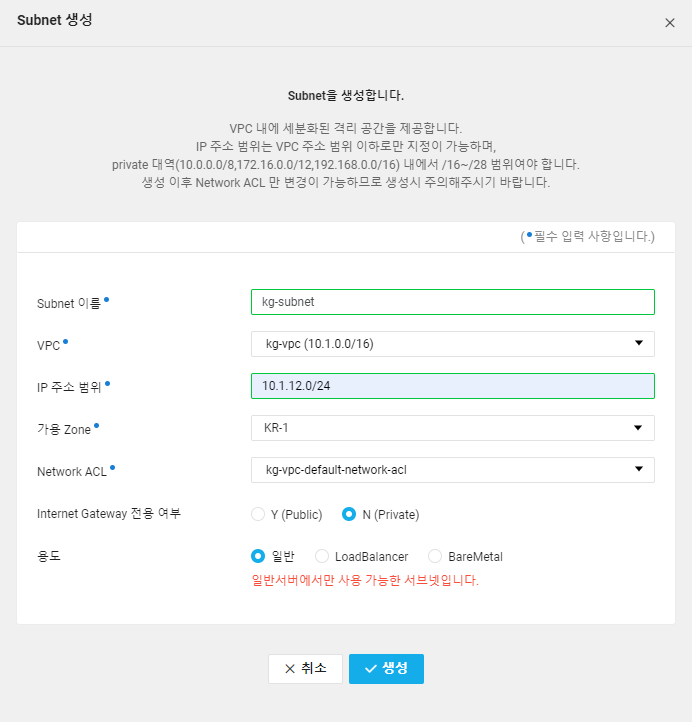 Subnet 생성
Subnet을 생성합니다.
VPC 내에 세분화된 격리 공간을 제공합니다.
IP 주소 범위는 VPC 주소 범위 이하로만 지정이 가능하며,
private 대역(10.0.0.0/8,172.16.0.0/12,192.168.0.0/16) 내에서 /16~/28 범위여야 합니다.
생성 이후 Network ACL 만 변경이 가능하므로 생성시 주의해주시기 바랍니다.
(•필수 입력 사항입니다.)
Subnet 이름• kg-subnet
VPC• kg-vpc (10.1.0.0/16)
IP 주소 범위• 10.1.12.0/24
가용 Zone• KR-1
Network ACL• kg-vpc-default-network-acl
Internet Gateway 전용 여부 Y (Public) N (Private)
용도 일반 LoadBalancer BareMetal
일반서버에서만 사용 가능한 서브넷입니다.
취소 생성